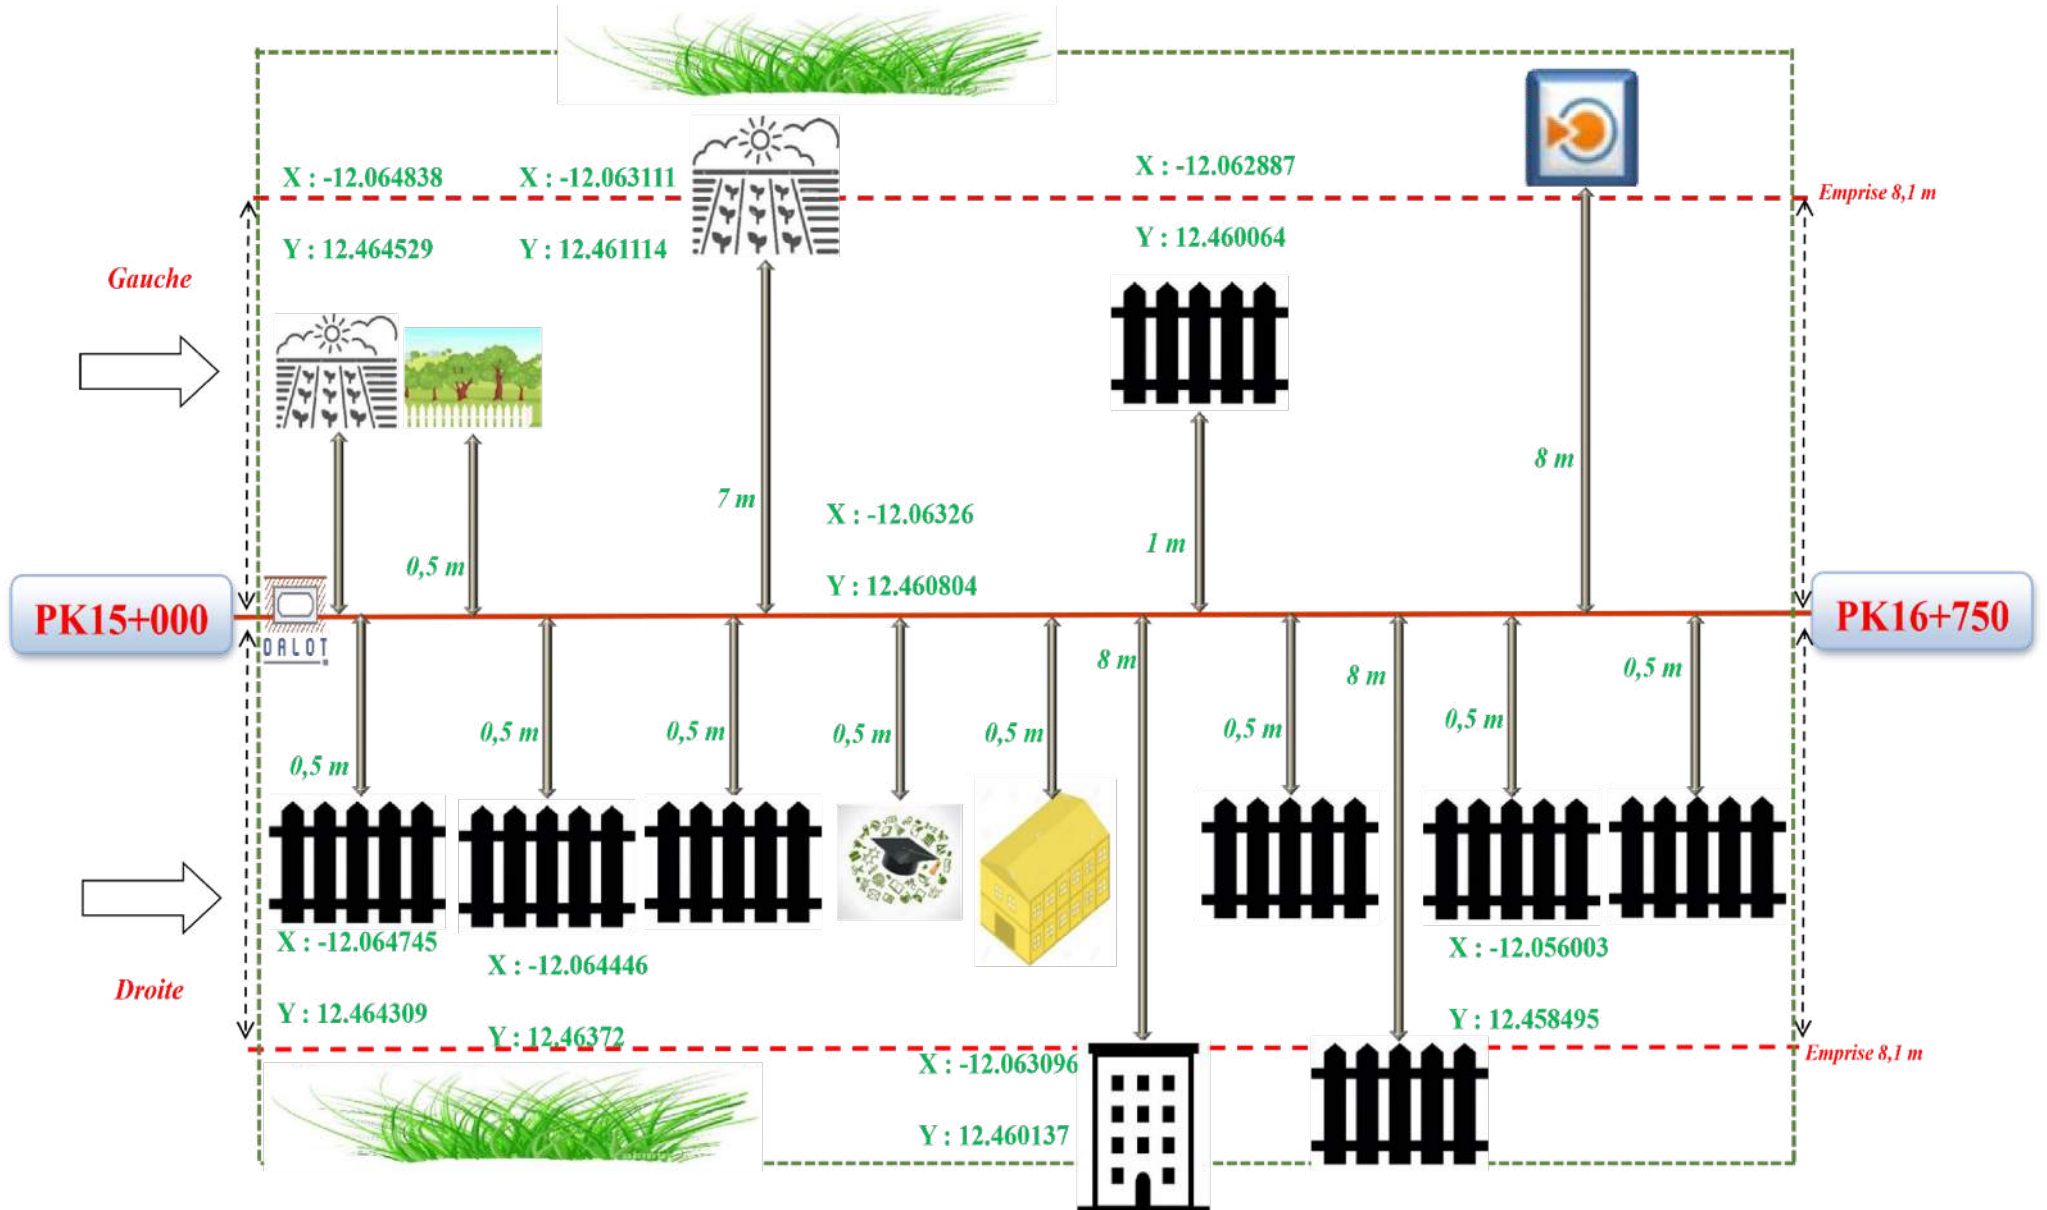 X : -12.064838
X : -12.063111
X : -12.062887
Emprise 8,1 m
Y : 12.464529
Y : 12.461114
Y : 12.460064
Gauche
8 m
7 m
X : -12.06326
1 m
0,5 m
Y : 12.460804
PK15+000
PK16+750
DALOT
8 m
8 m
0,5 m
0,5 m
0,5 m
0,5 m
0,5 m
0,5 m
0,5 m
0,5 m
X : -12.064745
X : -12.064446
X : -12.056003
Droite
Y : 12.464309
Y : 12.46372
Y : 12.458495
Emprise 8,1 m
X : -12.063096
Y : 12.460137